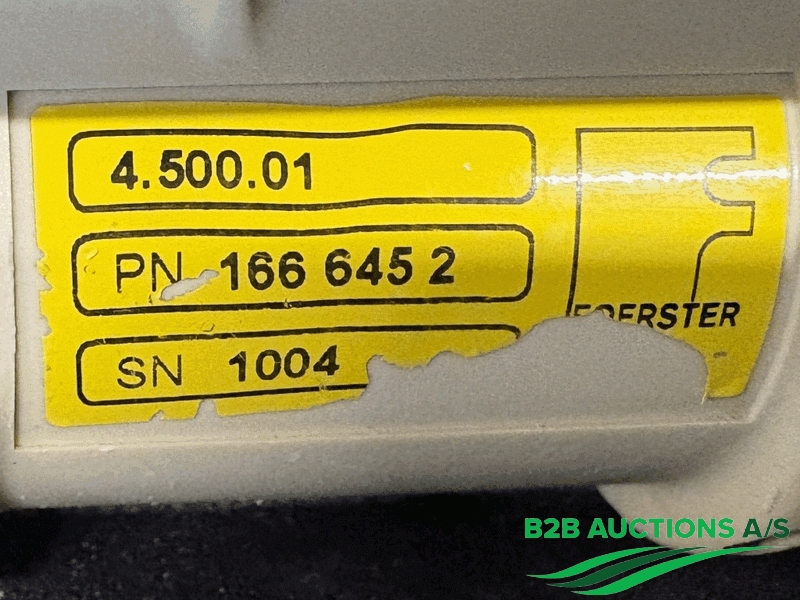 4.500.01
PN 166 645 2
SN 1004
FOERSTER
B2B AUCTIONS A/S